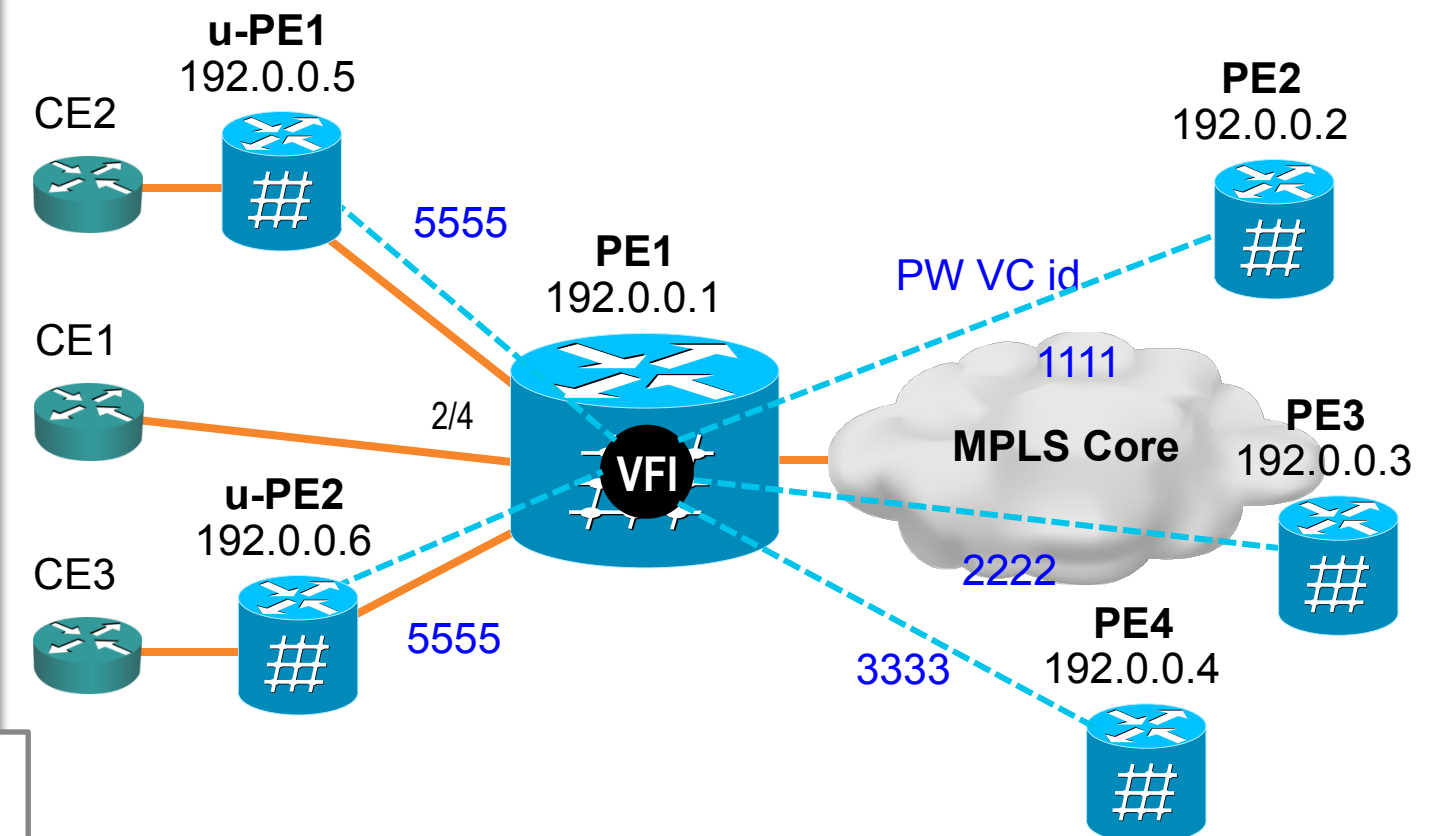 u-PE1
192.0.0.5
CE2
5555
PE2
192.0.0.2
PE1
192.0.0.1
PW VC id
CE1
2/4
1111
VFI
MPLS Core
PE3
192.0.0.3
u-PE2
192.0.0.6
CE3
5555
2222
3333
PE4
192.0.0.4